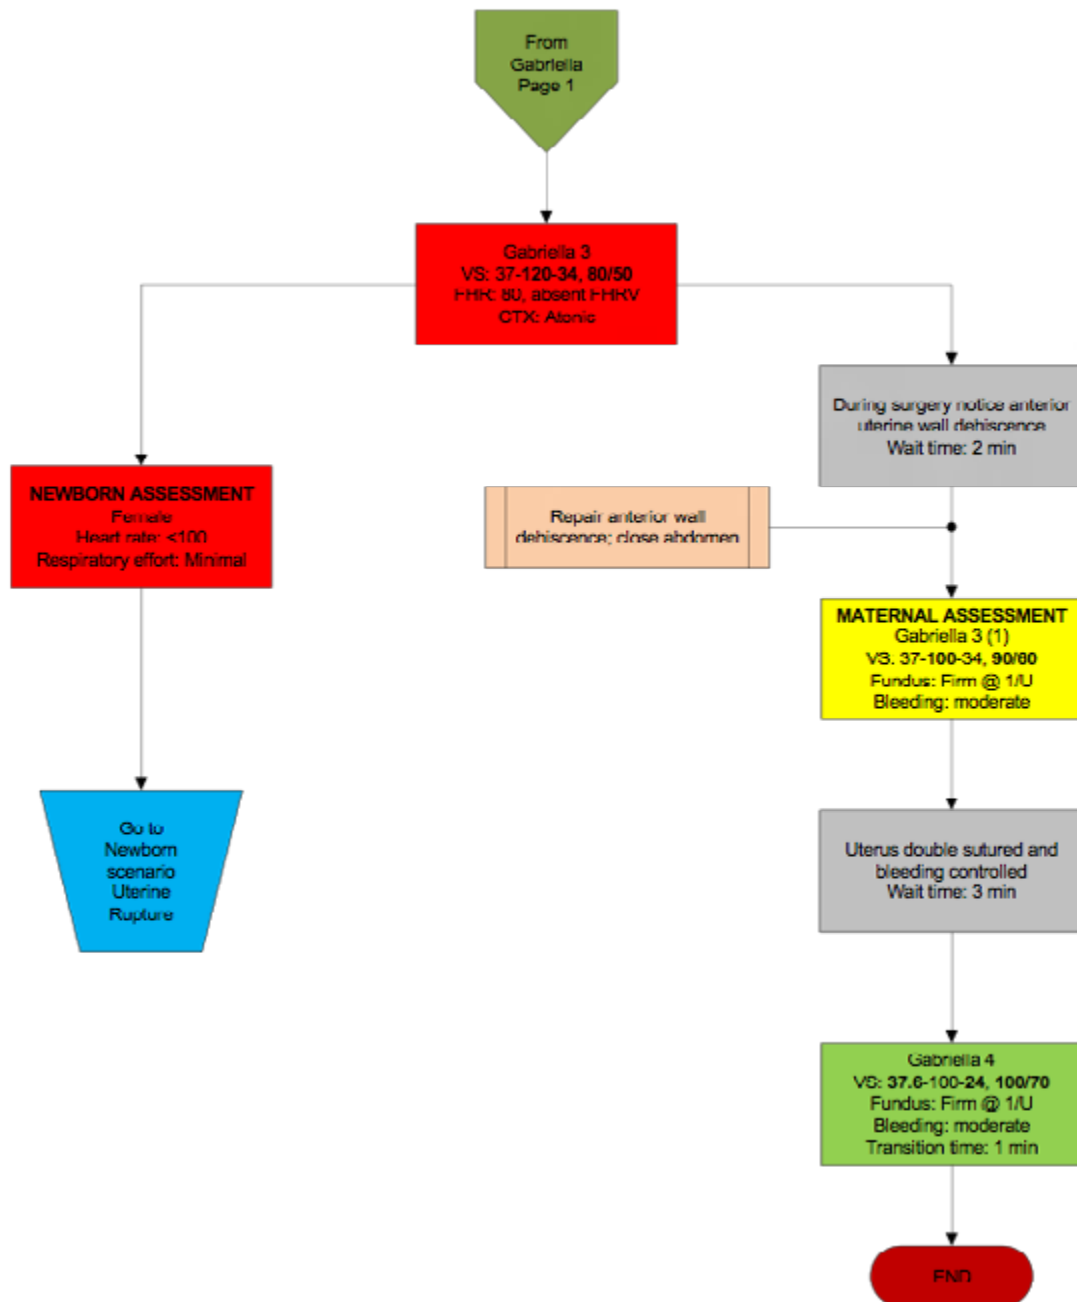 From
Gabriella
Page 1
Gabriella 3
VS: 37-120-34, 80/50
FHR: 80, absent FHRV
CTX: Atonic
During surgery notice anterior
uterine wall dehiscence
Wait time: 2 min
NEWBORN ASSESSMENT
Female
Heart rate: <100
Respiratory effort: Minimal
Repair anterior wall
dehiscence; close abdomen
MATERNAL ASSESSMENT
Gabriella 3 (1)
VS: 37-100-34, 90/60
Fundus: Firm @ 1/U
Bleeding: moderate
Go to
Newborn
scenario
Uterine
Rupture
Uterus double sutured and
bleeding controlled
Wait time: 3 min
Gabriella 4
VS: 37.6-100-24, 100/70
Fundus: Firm @ 1/U
Bleeding: moderate
Transition time: 1 min
END